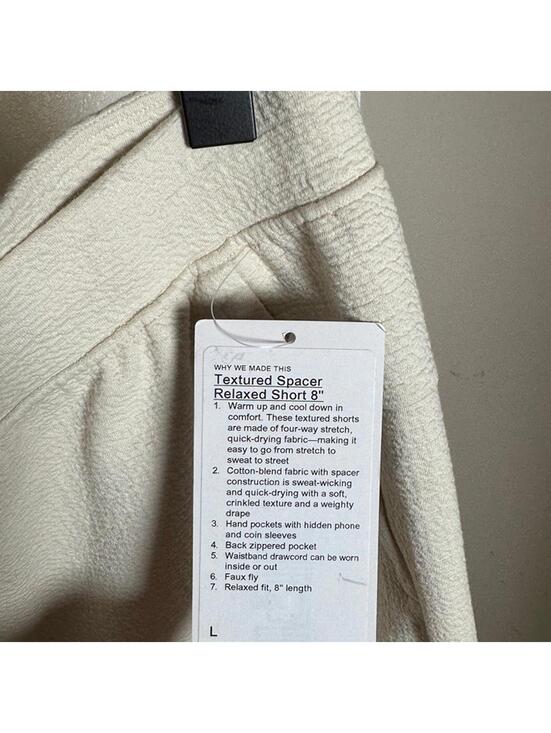 WHY WE MADE THIS
Textured Spacer
Relaxed Short 8"
1. Warm up and cool down in
comfort. These textured shorts
are made of four-way stretch,
quick-drying fabric—making it
easy to go from stretch to
sweat to street
2. Cotton-blend fabric with spacer
construction is sweat-wicking
and quick-drying with a soft,
crinkled texture and a weighty
drape
3. Hand pockets with hidden phone
and coin sleeves
4. Back zippered pocket
5. Waistband drawcord can be worn
inside or out
6. Faux fly
7. Relaxed fit, 8" length
L